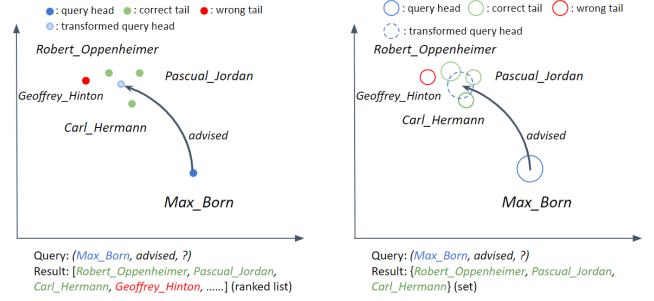 : query head : correct tail : wrong tail
: transformed query head
Robert_Oppenheimer
Pascual_Jordan
Geoffrey_Hinton
Carl_Hermann
advised
Max_Born
Query: (Max_Born, advised, ?)
Result: [Robert_Oppenheimer, Pascual_Jordan,
Carl_Hermann, Geoffrey_Hinton, ......] (ranked list)
: query head : correct tail : wrong tail
: transformed query head
Robert_Oppenheimer
Pascual_Jordan
Geoffrey_Hinton
Carl_Hermann
advised
Max_Born
Query: (Max_Born, advised, ?)
Result: {Robert_Oppenheimer, Pascual_Jordan,
Carl_Hermann} (set)